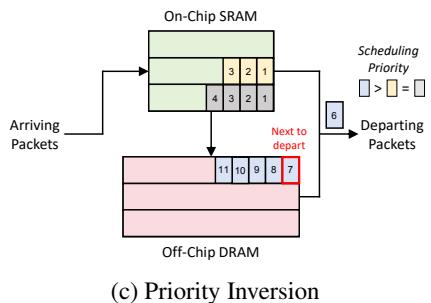 On-Chip SRAM
3 2 1
4 3 2 1
Scheduling
Priority
> =
6
Arriving
Packets
Departing
Packets
Next to
depart
11 10 9 8 7
Off-Chip DRAM
(c) Priority Inversion